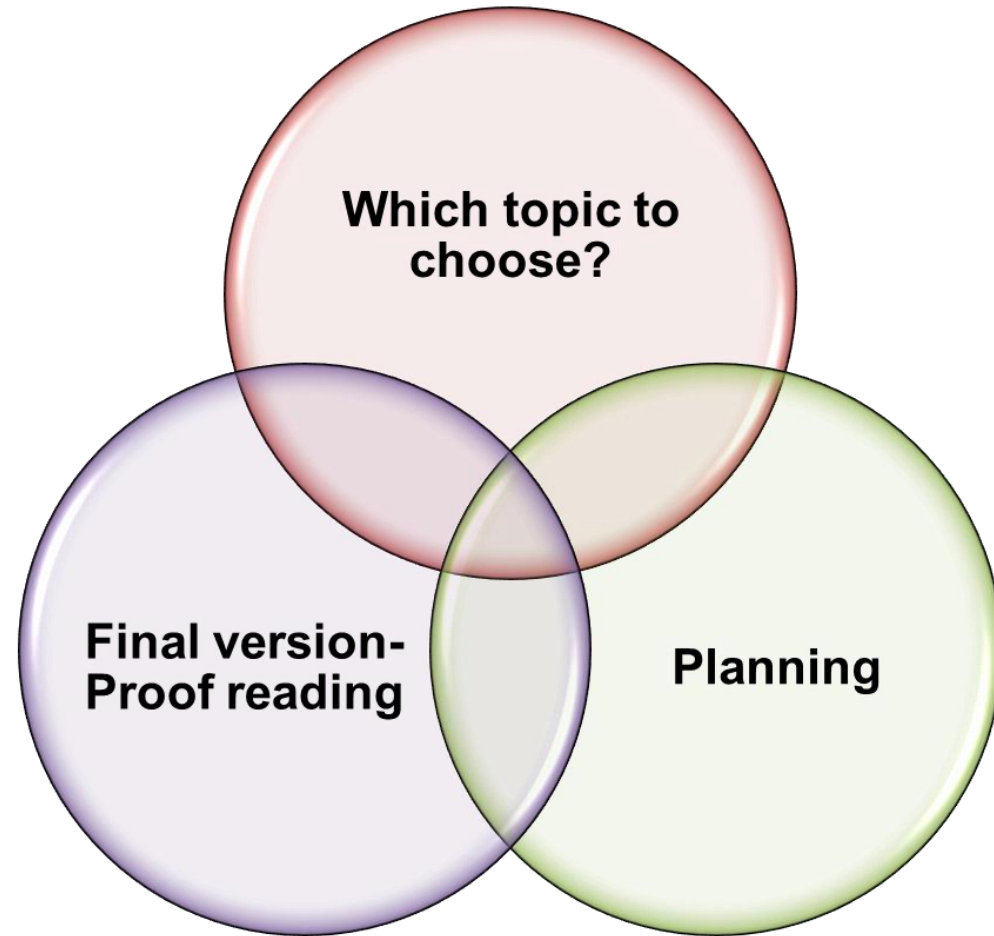 Which topic to
choose?
Final version-
Proof reading
Planning